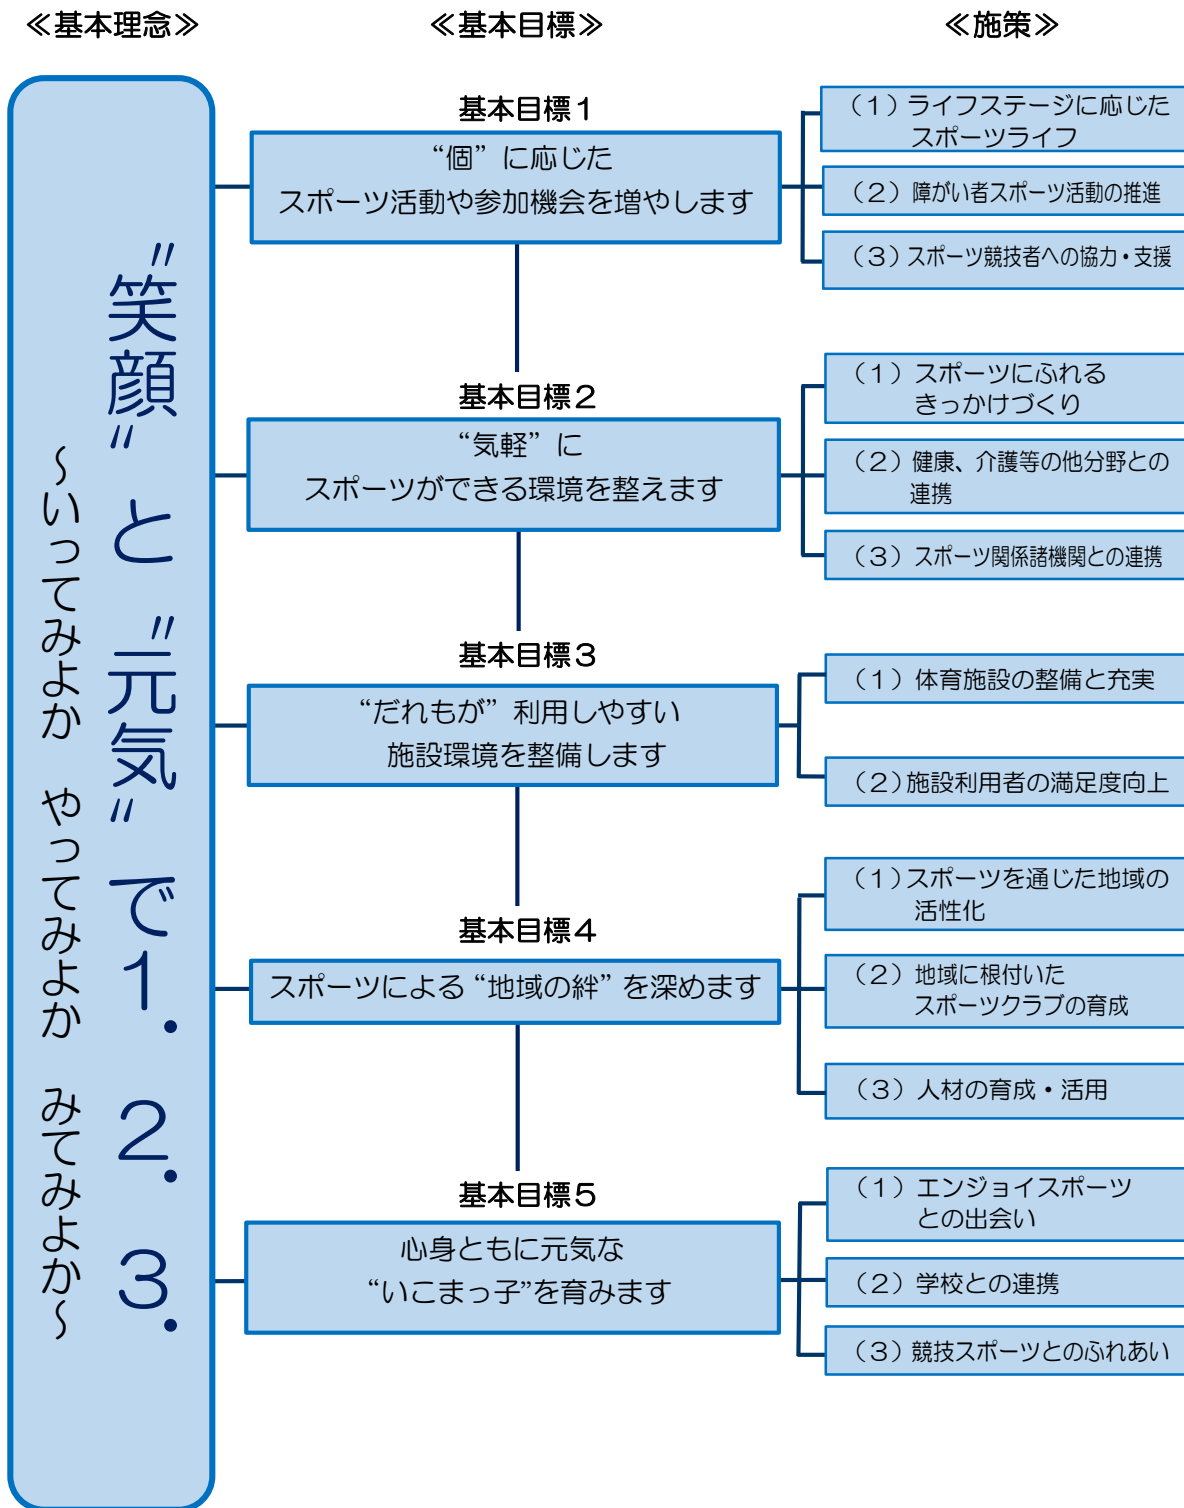 ≪基本理念≫
≪基本目標≫
≪施策≫
“笑顔” と “元気” で１．２．３．
～いってみよか やってみよか みてみよか～
基本目標１
“個” に応じた
スポーツ活動や参加機会を増やします
（１）ライフステージに応じた
スポーツライフ
（２）障がい者スポーツ活動の推進
（３）スポーツ競技者への協力・支援
基本目標２
“気軽” に
スポーツができる環境を整えます
（１）スポーツにふれる
きっかけづくり
（２）健康、介護等の他分野との
連携
（３）スポーツ関係諸機関との連携
基本目標３
“だれもが” 利用しやすい
施設環境を整備します
（１）体育施設の整備と充実
（２）施設利用者の満足度向上
基本目標４
スポーツによる “地域の絆” を深めます
（１）スポーツを通じた地域の
活性化
（２）地域に根付いた
スポーツクラブの育成
（３）人材の育成・活用
基本目標５
心身ともに元気な
“いこまっ子”を育みます
（１）エンジョイスポーツ
との出会い
（２）学校との連携
（３）競技スポーツとのふれあい